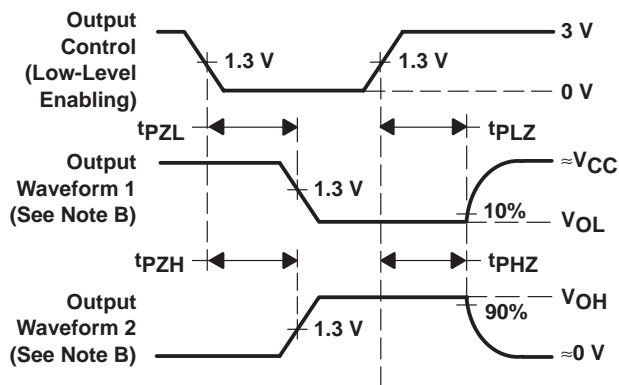 Output
Control
(Low-Level
Enabling)
1.3 V
1.3 V
3 V
0 V
tPZL
tPLZ
Output
Waveform 1
(See Note B)
1.3 V
10%
≈VCC
VOL
tPZH
tPHZ
Output
Waveform 2
(See Note B)
1.3 V
90%
VOH
≈0 V